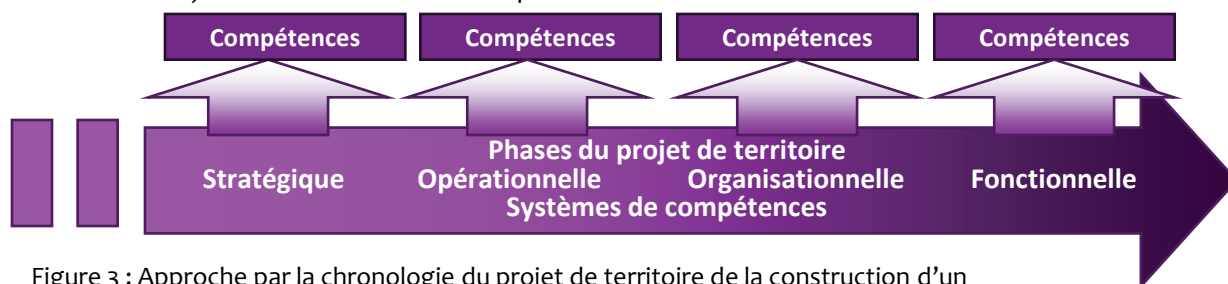 Compétences Compétences Compétences Compétences
Phases du projet de territoire
Stratégique Opérationnelle Organisationnelle Fonctionnelle
Systèmes de compétences
Figure 3 : Approche par la chronologie du projet de territoire de la construction d'un